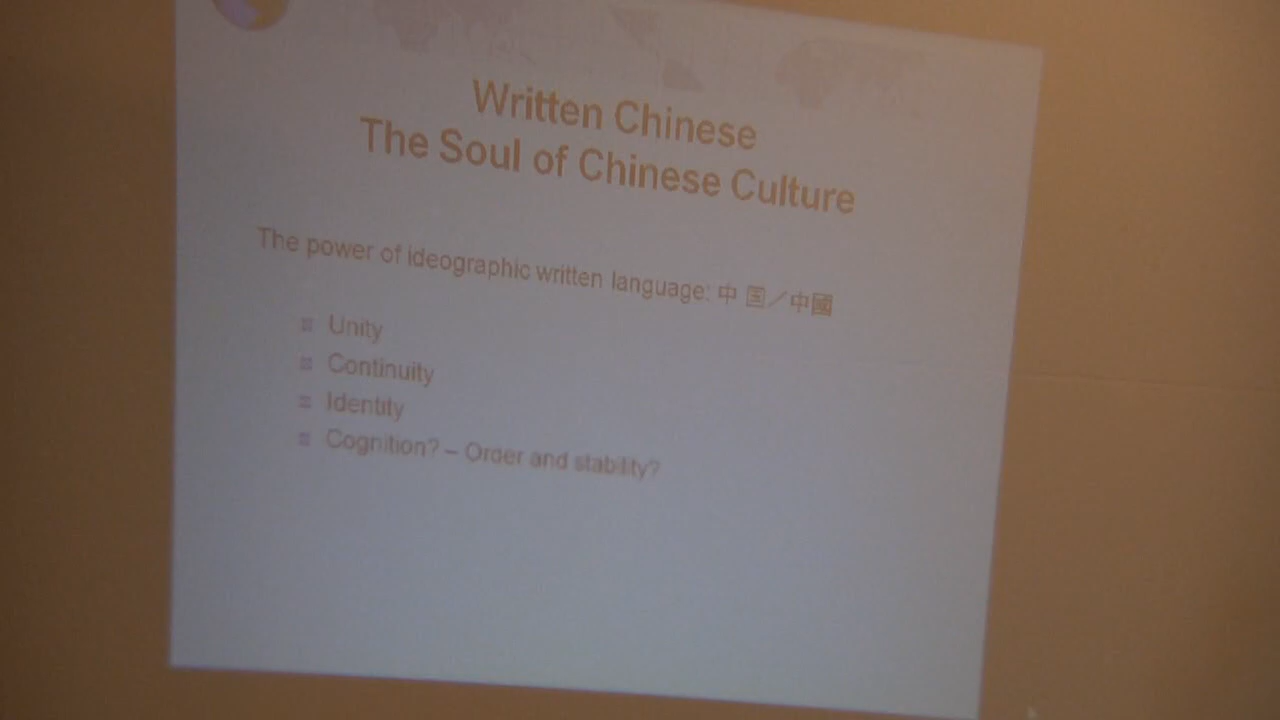 Written Chinese
The Soul of Chinese Culture
The power of ideographic written language: 中 国／中國
Unity
Continuity
Identity
Cognition? – Order and stability?